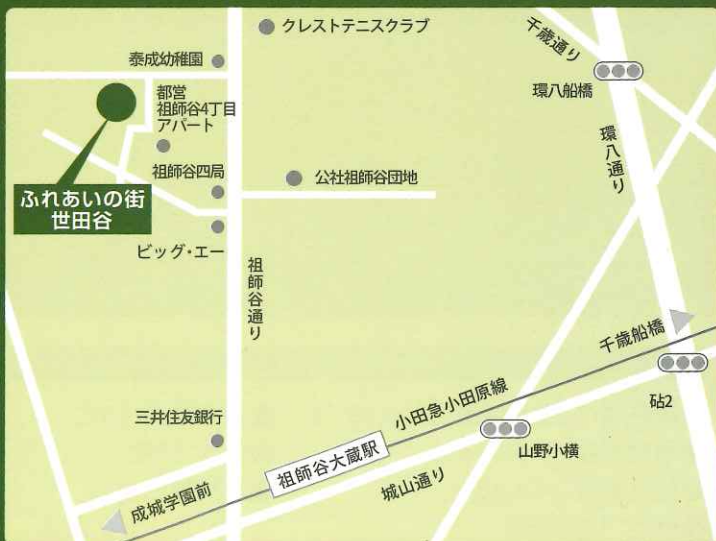 クレストテニスクラブ
泰成幼稚園
都営
祖師谷4丁目
アパート
祖師谷四局
公社祖師谷団地
ふれあいの街
世田谷
ビッグ・エー
祖師谷通り
千歳通り
環八船橋
環八通り
千歳船橋
小田急小田原線
砧2
三井住友銀行
山野小横
祖師谷大蔵駅
城山通り
成城学園前